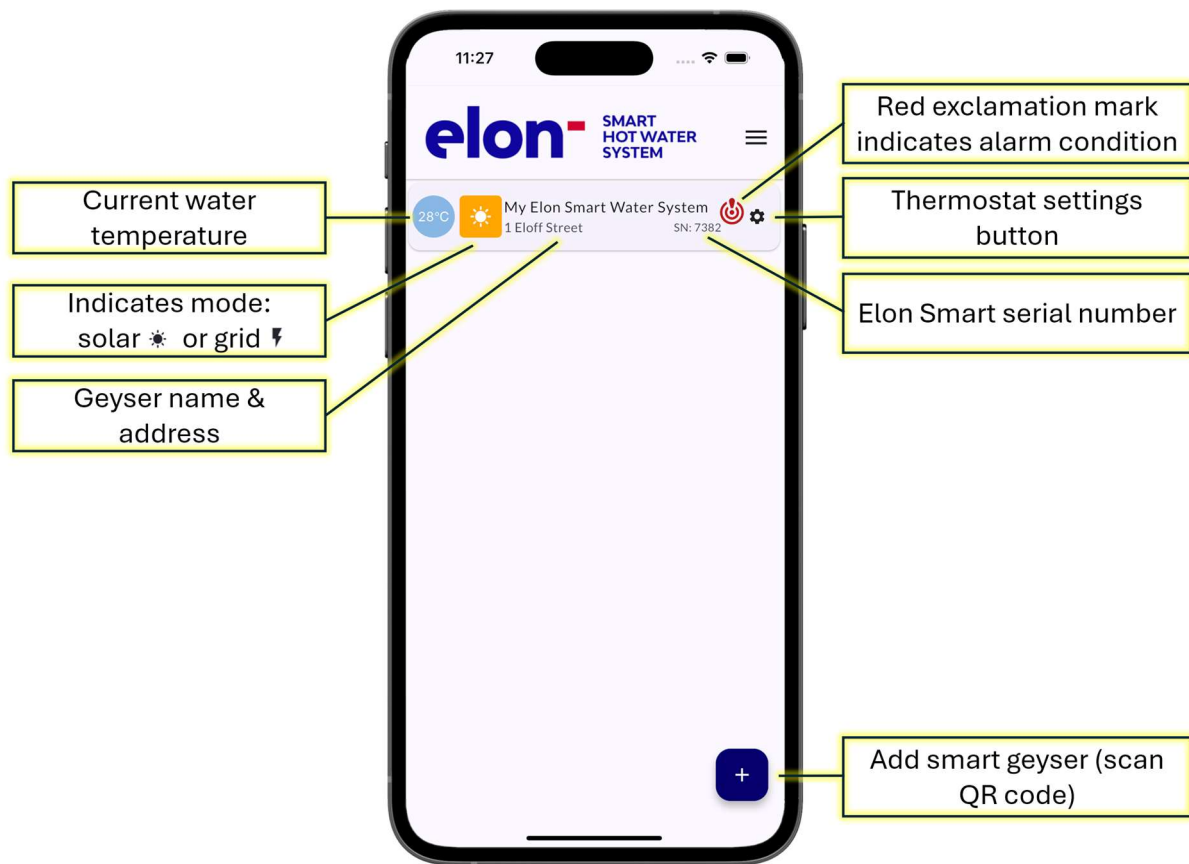 11:27
elon
SMART
HOT WATER
SYSTEM
28°C
My Elon Smart Water System
1 Eloff Street
SN: 7382
Current water
temperature
Indicates mode:
solar ☀ or grid
Geyser name &
address
Red exclamation mark
indicates alarm condition
Thermostat settings
button
Elon Smart serial number
+
Add smart geyser (scan
QR code)